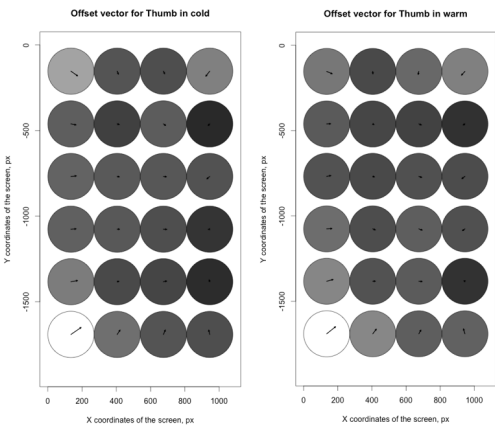 Offset vector for Thumb in cold
Y coordinates of the screen, px
0
-500
-1000
-1500
0 200 400 600 800 1000
X coordinates of the screen, px
Offset vector for Thumb in warm
Y coordinates of the screen, px
0
-500
-1000
-1500
0 200 400 600 800 1000
X coordinates of the screen, px